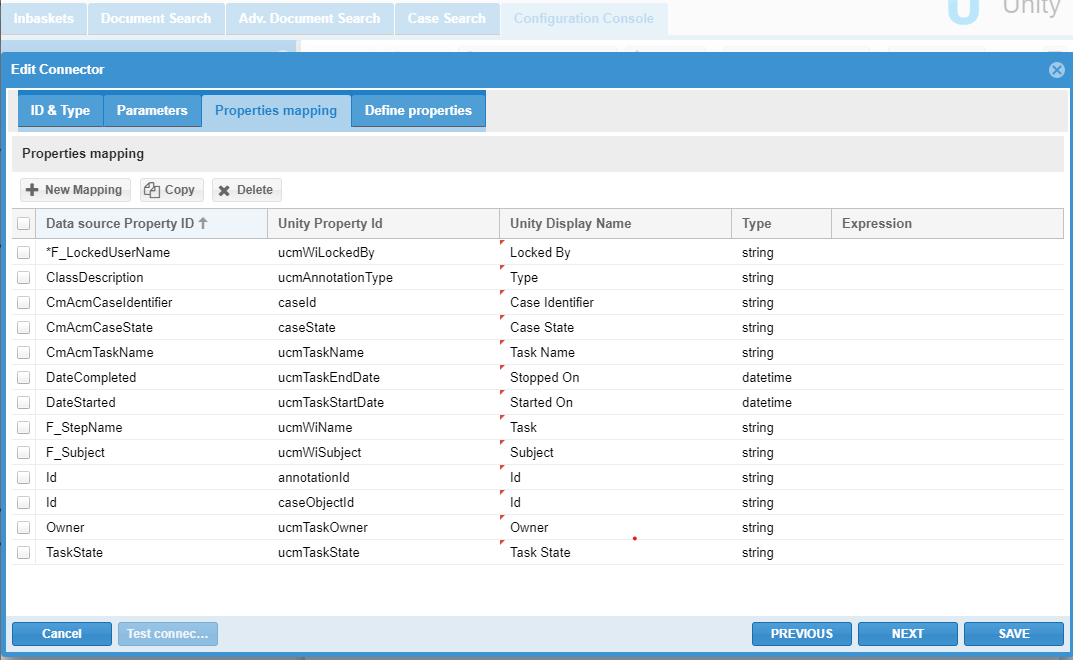 Inbaskets Document Search Adv. Document Search Case Search Configuration Console Unity
Edit Connector
ID & Type Parameters Properties mapping Define properties
Properties mapping
New Mapping Copy Delete
Data source Property ID Unity Property Id Unity Display Name Type Expression
*F_LockedUserName ucmWiLockedBy Locked By string
ClassDescription ucmAnnotationType Type string
CmAcmCaseIdentifier caseId Case Identifier string
CmAcmCaseState caseState Case State string
CmAcmTaskName ucmTaskName Task Name string
DateCompleted ucmTaskEndDate Stopped On datetime
DateStarted ucmTaskStartDate Started On datetime
F_StepName ucmWiName Task string
F_Subject ucmWiSubject Subject string
Id annotationId Id string
Id caseObjectId Id string
Owner ucmTaskOwner Owner string
TaskState ucmTaskState Task State string
Cancel Test connec... PREVIOUS NEXT SAVE